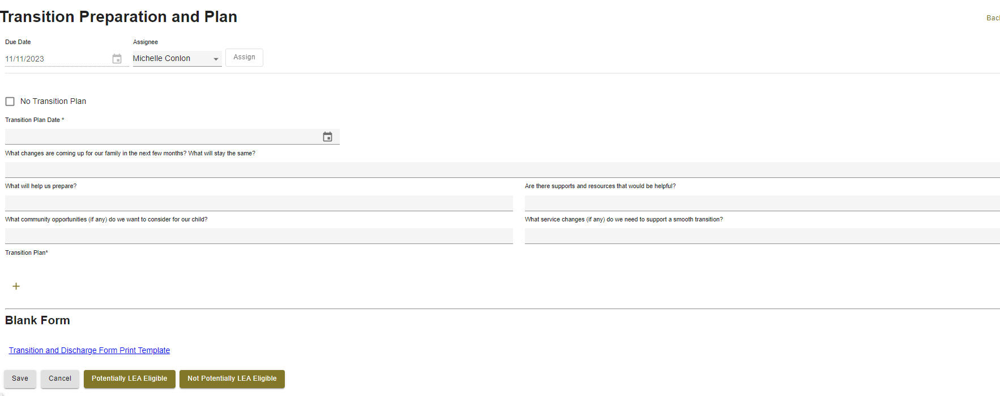 Transition Preparation and Plan
Back
Due Date
Assignee
11/11/2023
Michelle Conlon
Assign
No Transition Plan
Transition Plan Date *
What changes are coming up for our family in the next few months? What will stay the same?
What will help us prepare?
Are there supports and resources that would be helpful?
What community opportunities (if any) do we want to consider for our child?
What service changes (if any) do we need to support a smooth transition?
Transition Plan*
+
Blank Form
Transition and Discharge Form Print Template
Save
Cancel
Potentially LEA Eligible
Not Potentially LEA Eligible